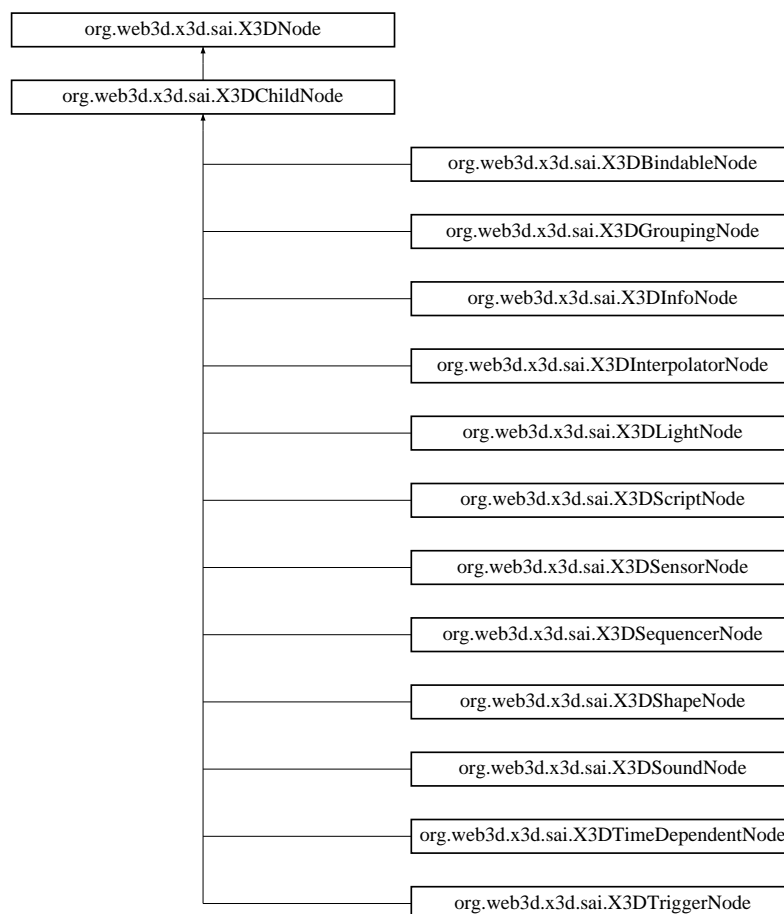 org.web3d.x3d.sai.X3DNode
org.web3d.x3d.sai.X3DChildNode
org.web3d.x3d.sai.X3DBindableNode
org.web3d.x3d.sai.X3DGroupingNode
org.web3d.x3d.sai.X3DInfoNode
org.web3d.x3d.sai.X3DInterpolatorNode
org.web3d.x3d.sai.X3DLightNode
org.web3d.x3d.sai.X3DScriptNode
org.web3d.x3d.sai.X3DSensorNode
org.web3d.x3d.sai.X3DSequencerNode
org.web3d.x3d.sai.X3DShapeNode
org.web3d.x3d.sai.X3DSoundNode
org.web3d.x3d.sai.X3DTimeDependentNode
org.web3d.x3d.sai.X3DTriggerNode